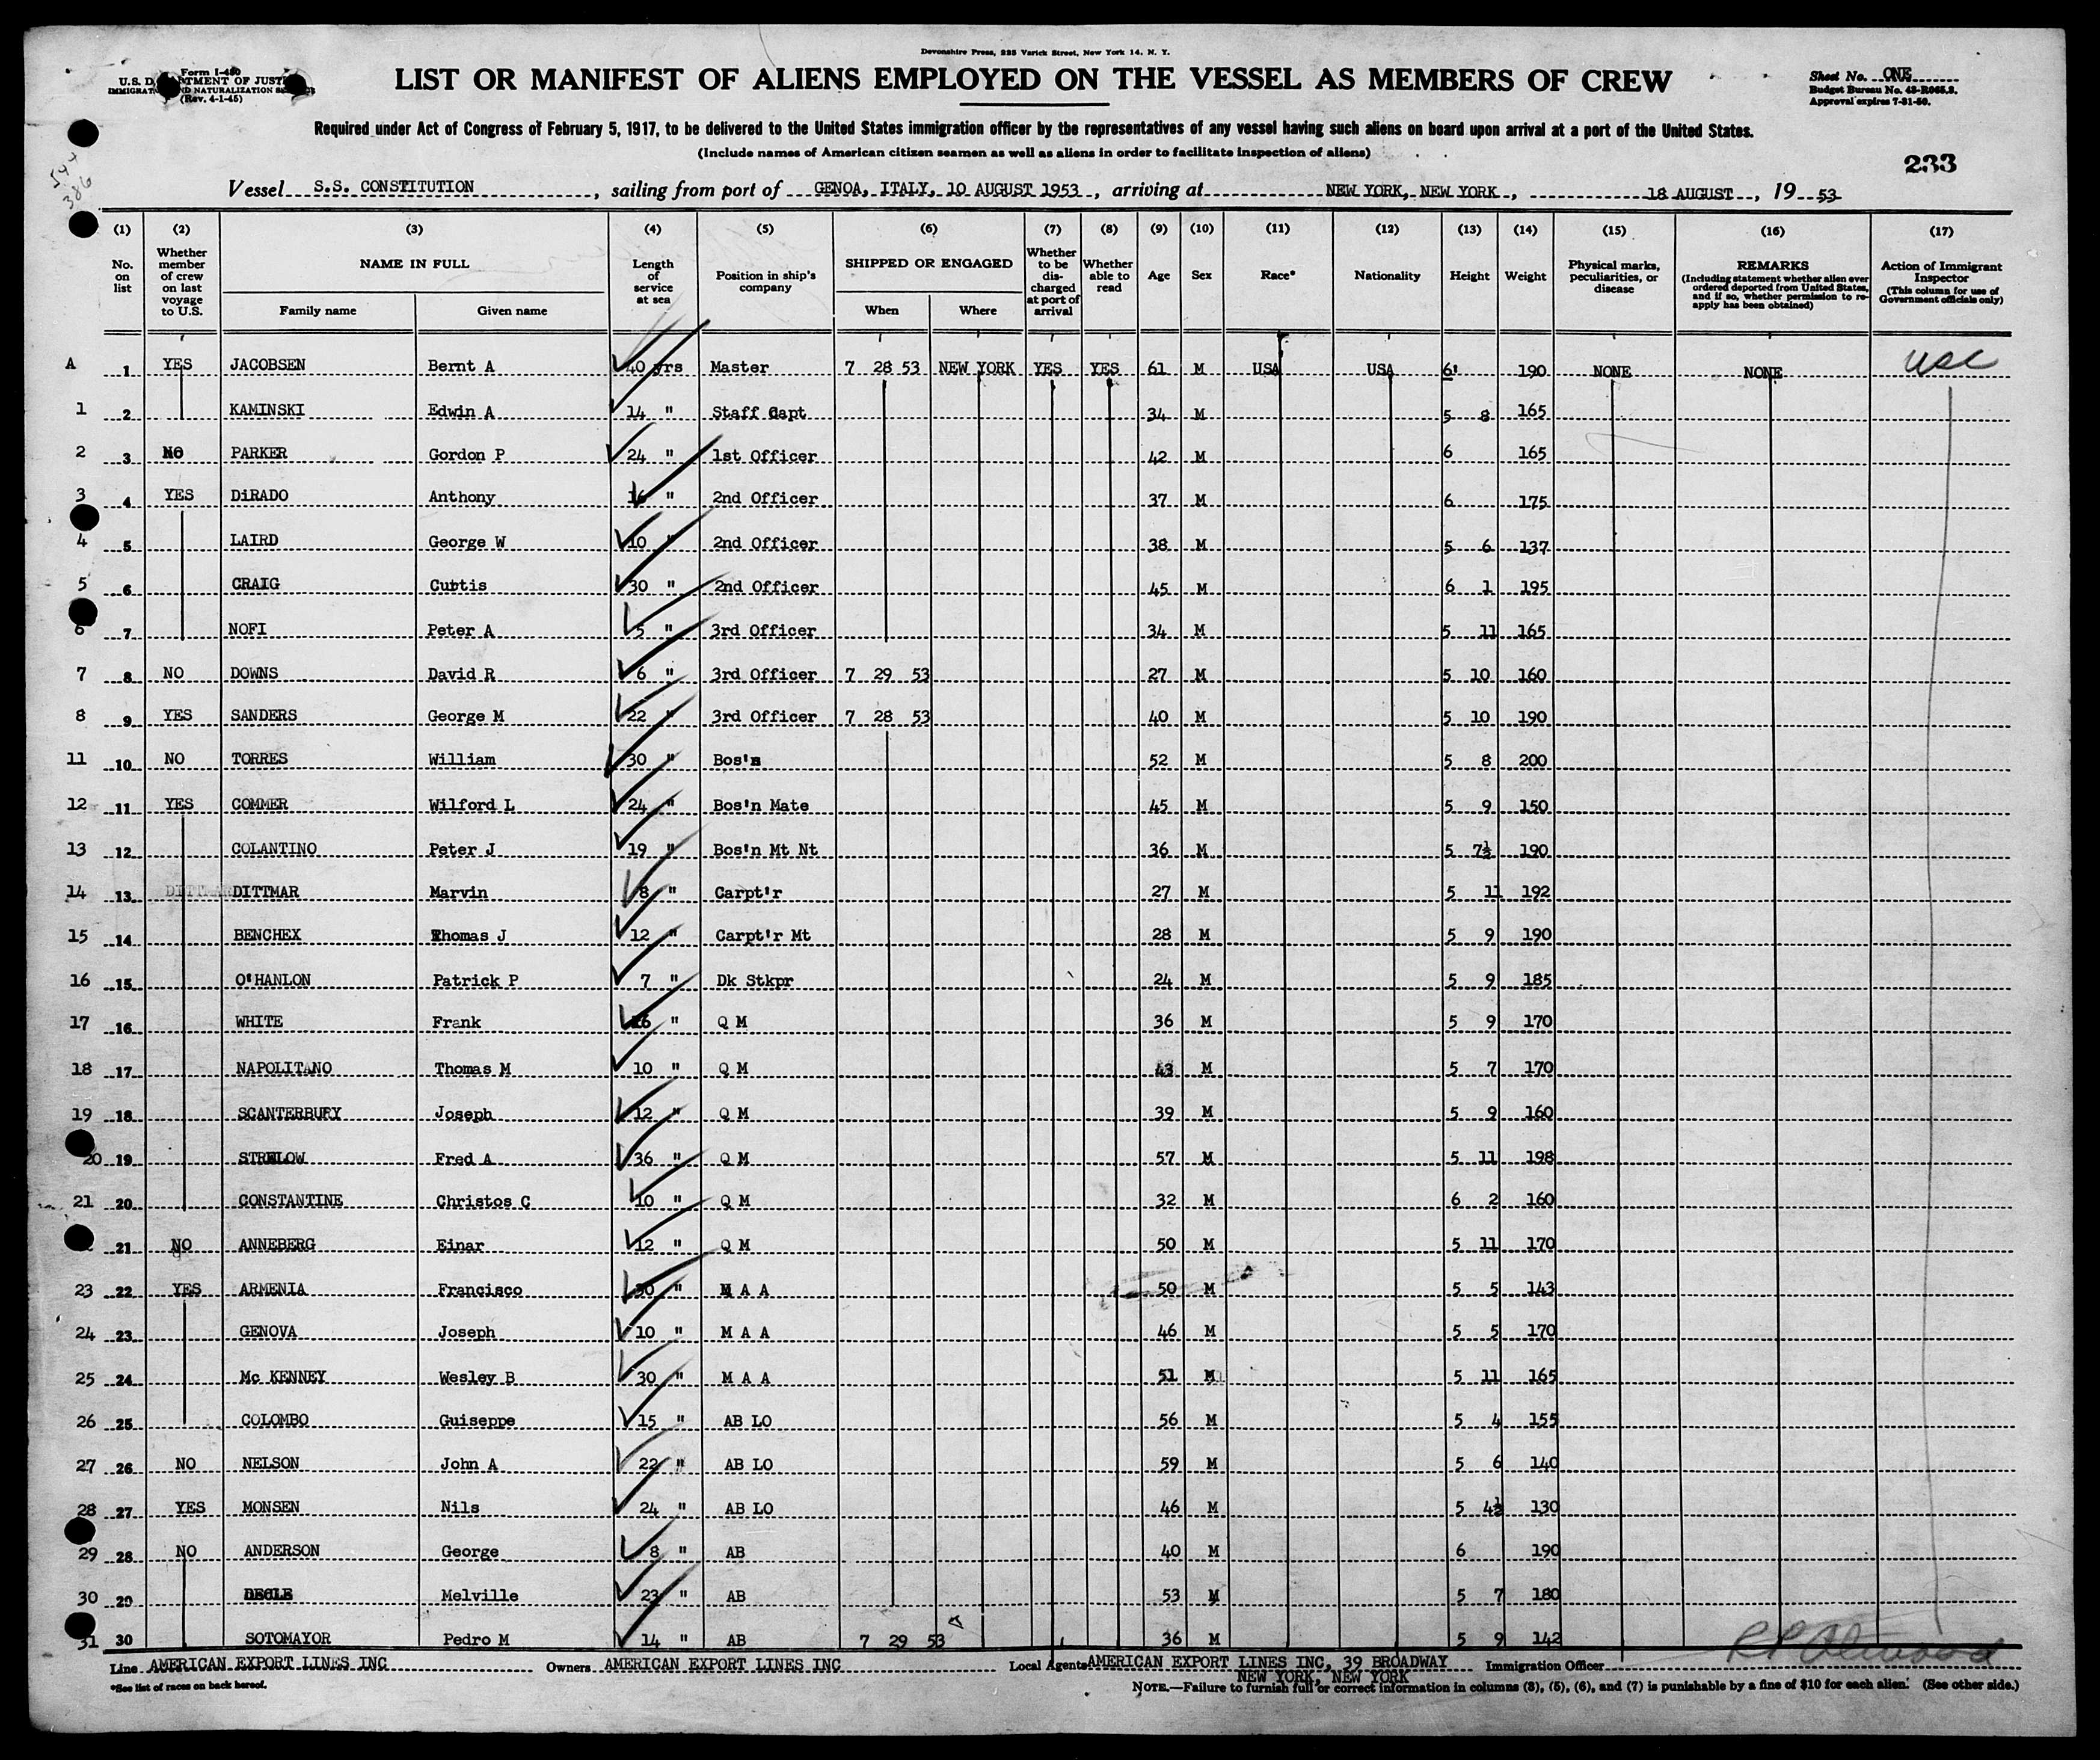 Devonshire Press, 225 Varick Street, New York 14, N. Y.
Form I-480
U.S. D TMENT OF JUST
IMMIGRAT ND NATURALIZATION SE
(Rev. 4-1-45)
LIST OR MANIFEST OF ALIENS EMPLOYED ON THE VESSEL AS MEMBERS OF CREW
Sheet No. ONE
Budget Bureau No. 43-R065.3.
Approval expires 7-31-50.
Required under Act of Congress of February 5, 1917, to be delivered to the United States immigration officer by the representatives of any vessel having such aliens on board upon arrival at a port of the United States.
(Include names of American citizen seamen as well as aliens in order to facilitate inspection of aliens)
233
Vessel S.S. CONSTITUTION, sailing from port of GENOA, ITALY, 10 AUGUST 1953, arriving at NEW YORK, NEW YORK, 18 AUGUST, 19 53
(1) (2) (3) (4) (5) (6) (7) (8) (9) (10) (11) (12) (13) (14) (15) (16) (17)
No. on list
Whether member of crew on last voyage to U.S.
NAME IN FULL
Family name
Given name
Length of service at sea
Position in ship's company
SHIPPED OR ENGAGED
When
Where
Whether to be discharged at port of arrival
Whether able to read
Age
Sex
Race*
Nationality
Height
Weight
Physical marks, peculiarities, or disease
REMARKS
(Including statement whether alien ever ordered deported from United States, and if so, whether permission to reapply has been obtained)
Action of Immigrant Inspector
(This column for use of Government officials only)
A 1 YES JACOBSEN Bernt A 40 yrs Master 7 28 53 NEW YORK YES YES 61 M USA USA 6' 190 NONE NONE USC
1 2 KAMINSKI Edwin A 14 " Staff Capt 34 M 5 8 165
2 3 NO PARKER Gordon P 24 " 1st Officer 42 M 6 165
3 4 YES DiRADO Anthony 16 " 2nd Officer 37 M 6 175
4 5 LAIRD George W 10 " 2nd Officer 38 M 5 6 137
5 6 CRAIG Curtis 30 " 2nd Officer 45 M 6 1 195
6 7 NOFI Peter A 5 " 3rd Officer 34 M 5 11 165
7 8 NO DOWNS David R 6 " 3rd Officer 7 29 53 27 M 5 10 160
8 9 YES SANDERS George M 22 " 3rd Officer 7 28 53 40 M 5 10 190
11 10 NO TORRES William 30 " Bos'n 52 M 5 8 200
12 11 YES COMMER Wilford L 24 " Bos'n Mate 45 M 5 9 150
13 12 COLANTINO Peter J 19 " Bos'n Mt Nt 36 M 5 7½ 190
14 13 DITTMAR DITTMAR Marvin 8 " Carpt'r 27 M 5 11 192
15 14 BENCHEX Thomas J 12 " Carpt'r Mt 28 M 5 9 190
16 15 O'HANLON Patrick P 7 " Dk Stkpr 24 M 5 9 185
17 16 WHITE Frank 16 " Q M 36 M 5 9 170
18 17 NAPOLITANO Thomas M 10 " Q M 43 M 5 7 170
19 18 SCANTERBURY Joseph 12 " Q M 39 M 5 9 160
20 19 STRELOW Fred A 36 " Q M 57 M 5 11 198
21 20 CONSTANTINE Christos C 10 " Q M 32 M 6 2 160
21 NO ANNEBERG Einar 12 " Q M 50 M 5 11 170
23 22 YES ARMENIA Francisco 30 " M A A 50 M 5 5 143
24 23 GENOVA Joseph 10 " M A A 46 M 5 5 170
25 24 Mc KENNEY Wesley B 30 " M A A 51 M 5 11 165
26 25 COLOMBO Guiseppe 15 " AB LO 56 M 5 4 155
27 26 NO NELSON John A 22 " AB LO 59 M 5 6 140
28 27 YES MONSEN Nils 24 " AB LO 46 M 5 4½ 130
29 28 NO ANDERSON George 8 " AB 40 M 6 190
30 29 Melville 23 " AB 53 M 5 7 180
31 30 SOTOMAYOR Pedro M 14 " AB 7 29 53 36 M 5 9 142
Line AMERICAN EXPORT LINES INC Owners AMERICAN EXPORT LINES INC Local Agents AMERICAN EXPORT LINES INC, 39 BROADWAY Immigration Officer
NEW YORK, NEW YORK
*See list of races on back hereof.
NOTE.—Failure to furnish full or correct information in columns (3), (5), (6), and (7) is punishable by a fine of $10 for each alien. (See other side.)